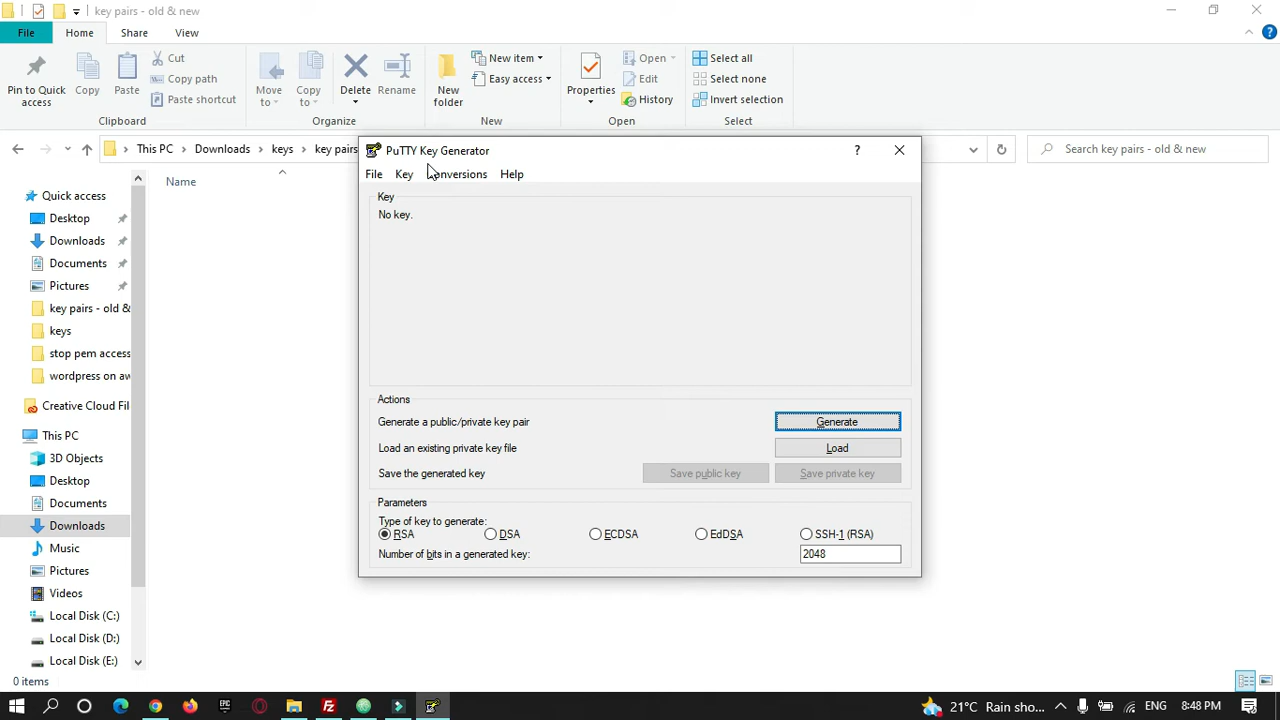 key pairs - old & new
File
Home
Share
View
Pin to Quick access
Copy
Paste
Cut
Copy path
Paste shortcut
Clipboard
Move to
Copy to
Delete
Rename
Organize
New folder
New item
Easy access
New
Properties
Open
Edit
History
Open
Select all
Select none
Invert selection
Select
This PC > Downloads > keys > key pairs
Search key pairs - old & new
Name
Quick access
Desktop
Downloads
Documents
Pictures
key pairs - old &
keys
stop pem access
wordpress on aw
Creative Cloud Fil
This PC
3D Objects
Desktop
Documents
Downloads
Music
Pictures
Videos
Local Disk (C:)
Local Disk (D:)
Local Disk (E:)
0 items
PuTTY Key Generator
?
File Key Conversions Help
Key
No key.
Actions
Generate a public/private key pair
Generate
Load an existing private key file
Load
Save the generated key
Save public key
Save private key
Parameters
Type of key to generate:
RSA DSA ECDSA EdDSA SSH-1 (RSA)
Number of bits in a generated key:
2048
EPIC
Fz
21°C Rain sho...
ENG
8:48 PM